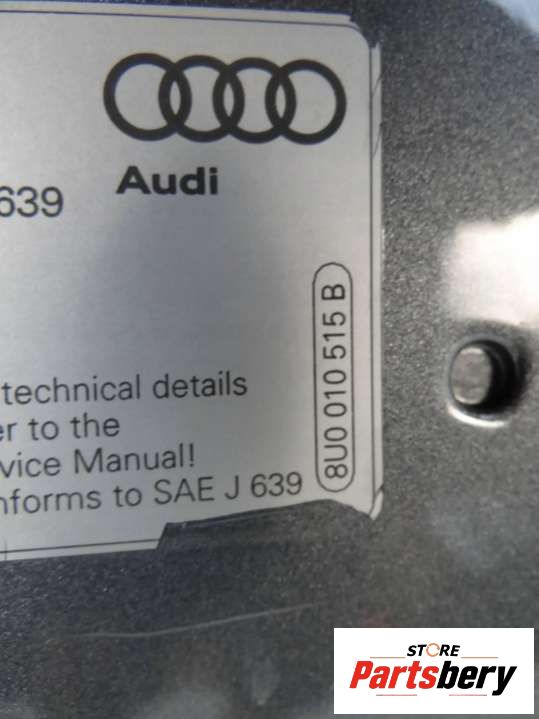 Audi
639
8U0 010 515 B
technical details
er to the
vice Manual!
nforms to SAE J 639
STORE
Partsbery